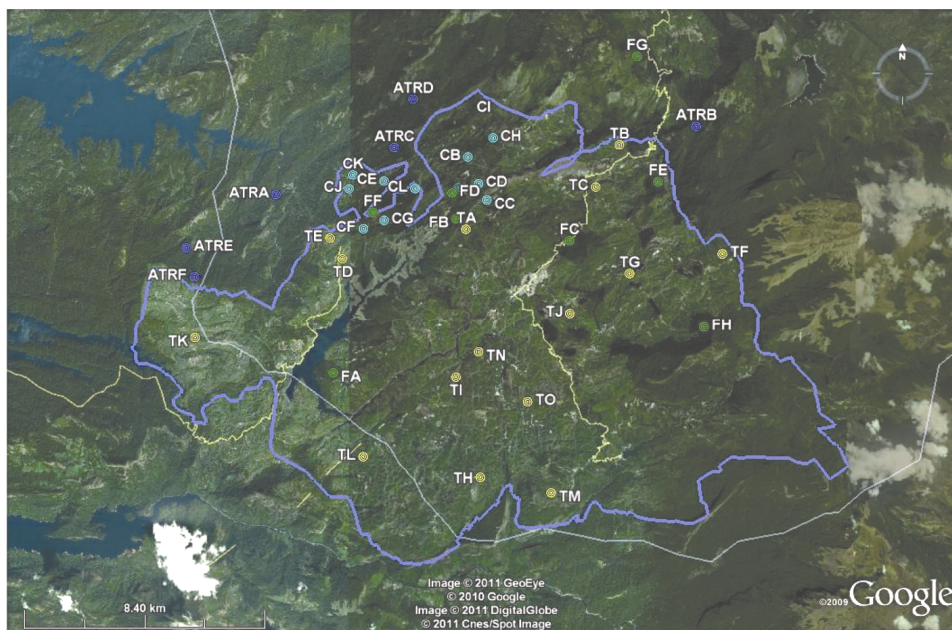 FG
N
ATRD
CI
ATRB
CH
TB
ATRC
CB
CK
CE
CD
FE
CJ
CL
FD
TC
ATRA
CC
FF
CG
FB
TA
CF
TE
FC
ATRE
TF
TD
TG
ATRF
TJ
FH
TK
TN
FA
TI
TO
TL
TH
TM
Image © 2011 GeoEye
© 2010 Google
Image © 2011 DigitalGlobe
© 2011 Cnes/Spot Image
8.40 km
©2009 Google